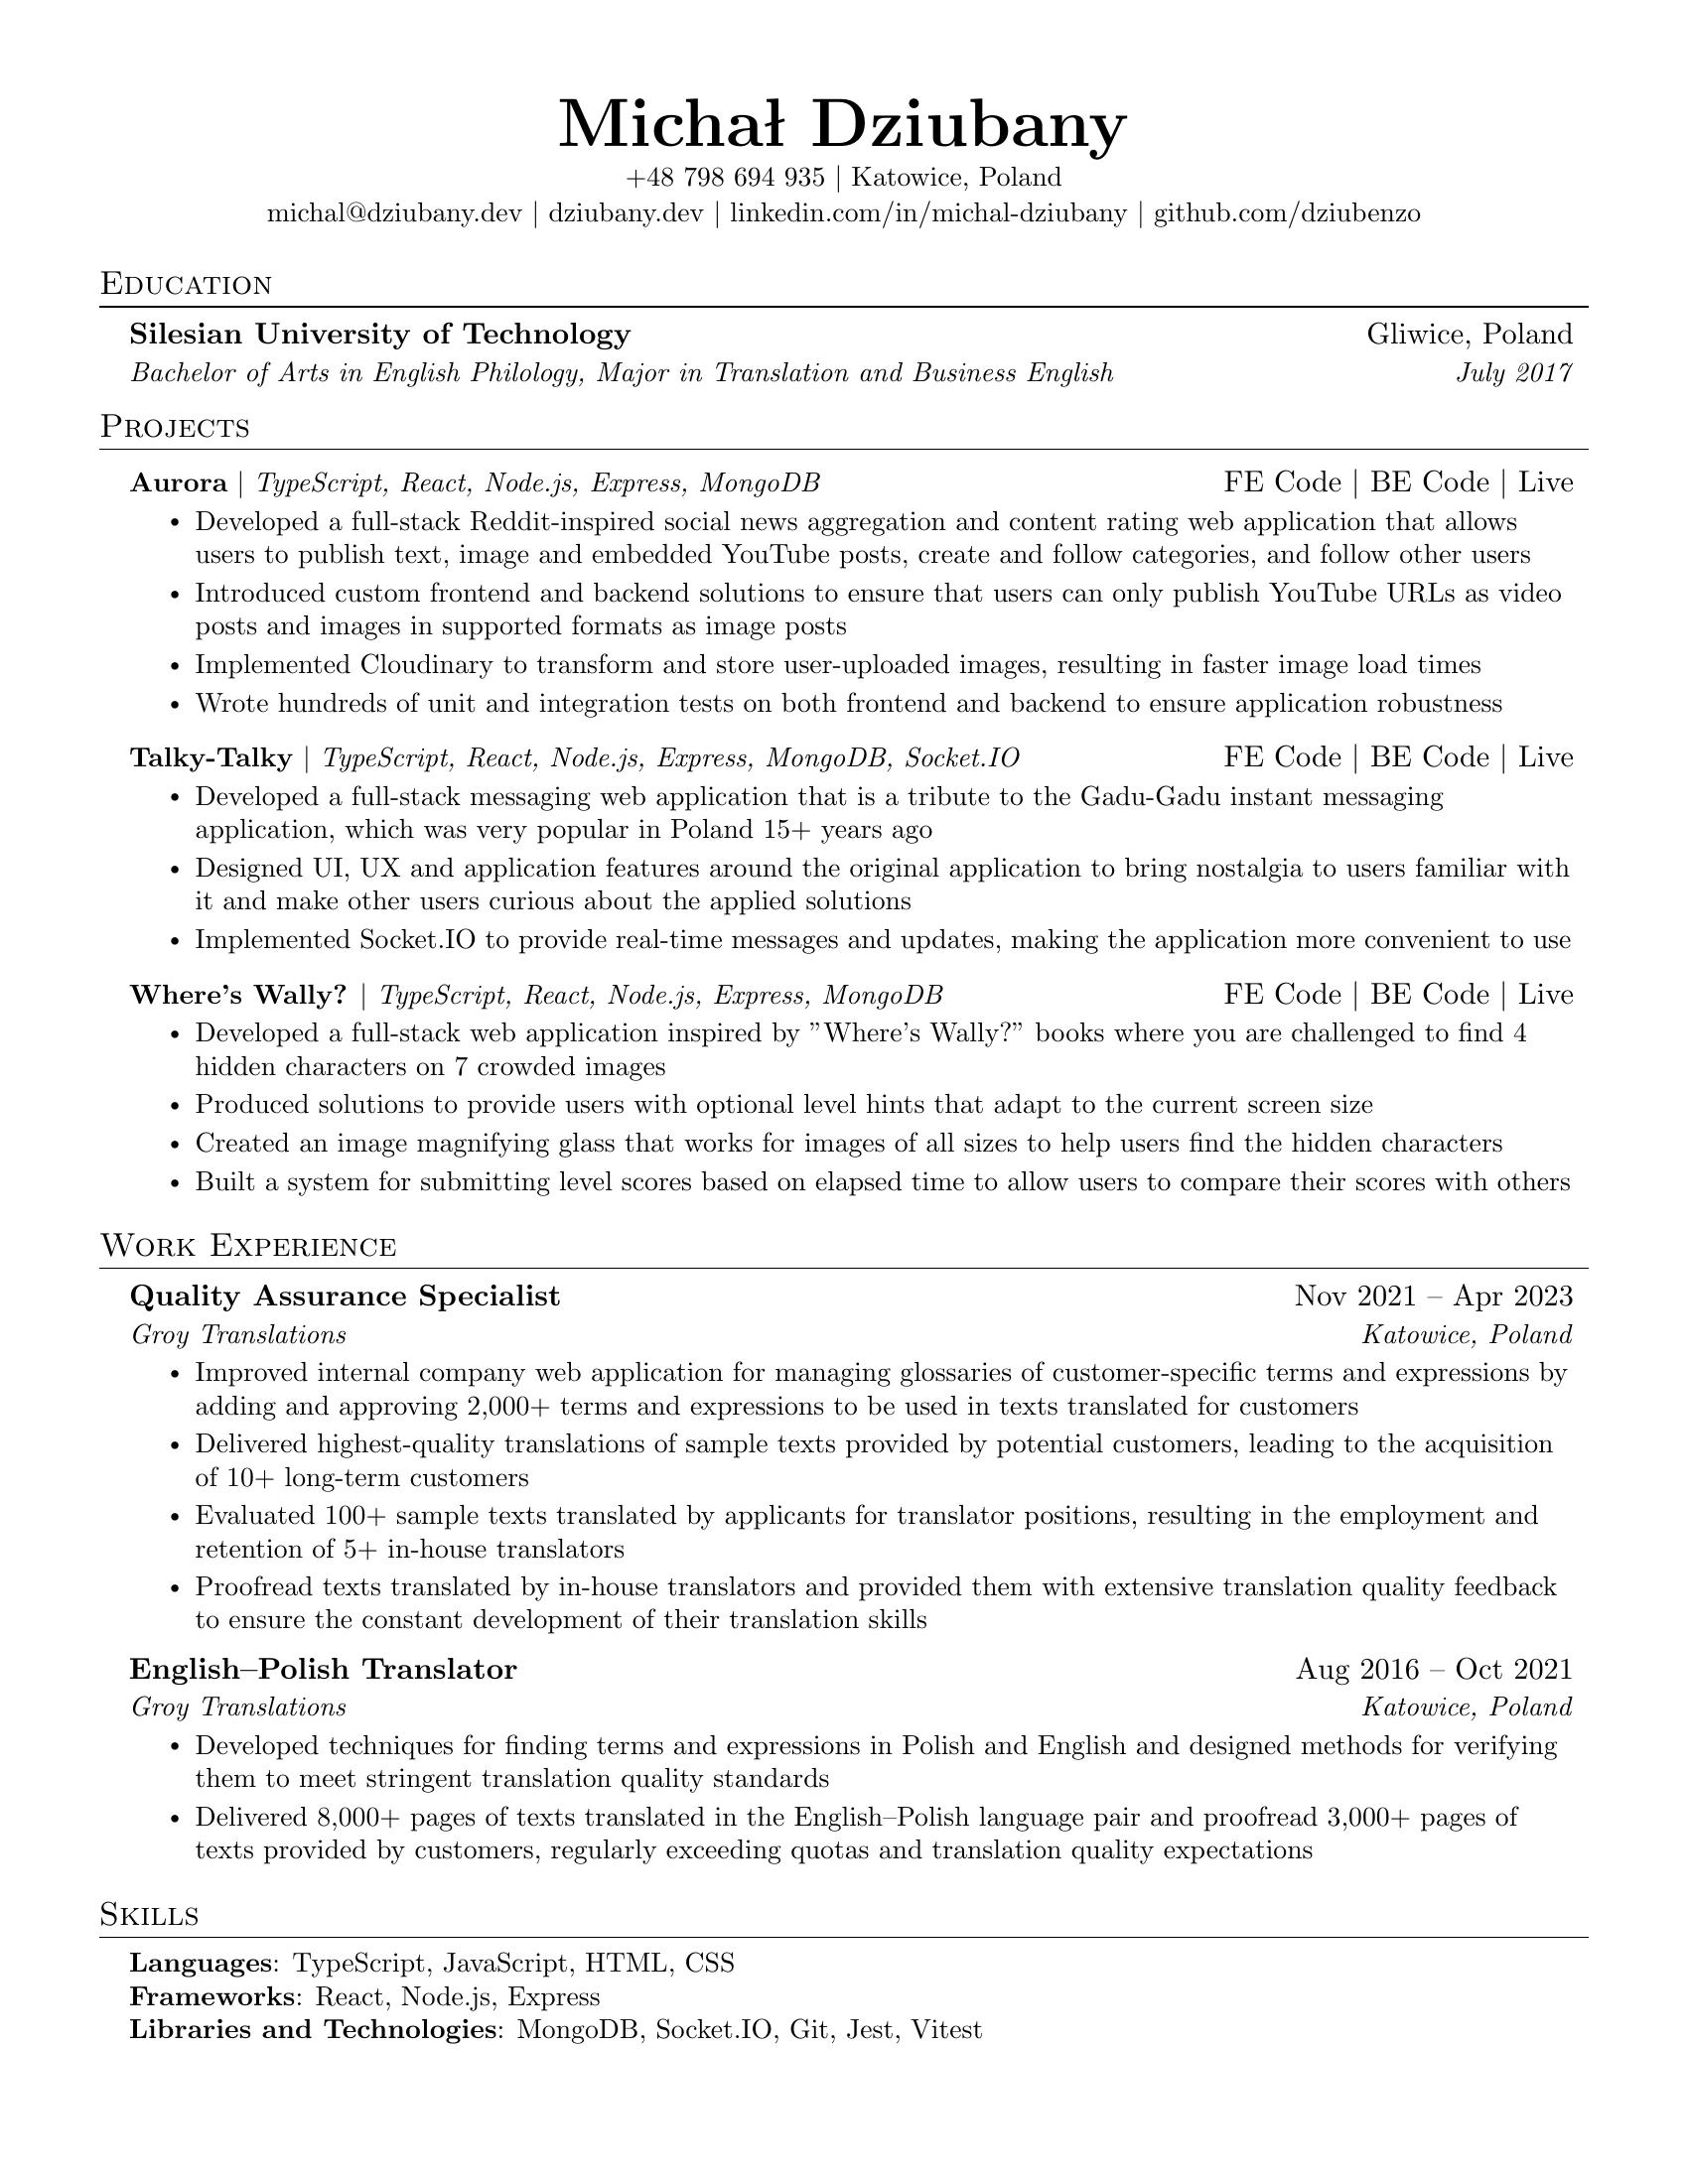 Michał Dziubany
+48 798 694 935 | Katowice, Poland
michal@dziubany.dev | dziubany.dev | linkedin.com/in/michal-dziubany | github.com/dziubenzo
Education
Silesian University of Technology Gliwice, Poland
Bachelor of Arts in English Philology, Major in Translation and Business English July 2017
Projects
Aurora | TypeScript, React, Node.js, Express, MongoDB FE Code | BE Code | Live
• Developed a full-stack Reddit-inspired social news aggregation and content rating web application that allows
users to publish text, image and embedded YouTube posts, create and follow categories, and follow other users
• Introduced custom frontend and backend solutions to ensure that users can only publish YouTube URLs as video
posts and images in supported formats as image posts
• Implemented Cloudinary to transform and store user-uploaded images, resulting in faster image load times
• Wrote hundreds of unit and integration tests on both frontend and backend to ensure application robustness
Talky-Talky | TypeScript, React, Node.js, Express, MongoDB, Socket.IO FE Code | BE Code | Live
• Developed a full-stack messaging web application that is a tribute to the Gadu-Gadu instant messaging
application, which was very popular in Poland 15+ years ago
• Designed UI, UX and application features around the original application to bring nostalgia to users familiar with
it and make other users curious about the applied solutions
• Implemented Socket.IO to provide real-time messages and updates, making the application more convenient to use
Where’s Wally? | TypeScript, React, Node.js, Express, MongoDB FE Code | BE Code | Live
• Developed a full-stack web application inspired by ”Where’s Wally?” books where you are challenged to find 4
hidden characters on 7 crowded images
• Produced solutions to provide users with optional level hints that adapt to the current screen size
• Created an image magnifying glass that works for images of all sizes to help users find the hidden characters
• Built a system for submitting level scores based on elapsed time to allow users to compare their scores with others
Work Experience
Quality Assurance Specialist Nov 2021 – Apr 2023
Groy Translations Katowice, Poland
• Improved internal company web application for managing glossaries of customer-specific terms and expressions by
adding and approving 2,000+ terms and expressions to be used in texts translated for customers
• Delivered highest-quality translations of sample texts provided by potential customers, leading to the acquisition
of 10+ long-term customers
• Evaluated 100+ sample texts translated by applicants for translator positions, resulting in the employment and
retention of 5+ in-house translators
• Proofread texts translated by in-house translators and provided them with extensive translation quality feedback
to ensure the constant development of their translation skills
English–Polish Translator Aug 2016 – Oct 2021
Groy Translations Katowice, Poland
• Developed techniques for finding terms and expressions in Polish and English and designed methods for verifying
them to meet stringent translation quality standards
• Delivered 8,000+ pages of texts translated in the English–Polish language pair and proofread 3,000+ pages of
texts provided by customers, regularly exceeding quotas and translation quality expectations
Skills
Languages: TypeScript, JavaScript, HTML, CSS
Frameworks: React, Node.js, Express
Libraries and Technologies: MongoDB, Socket.IO, Git, Jest, Vitest